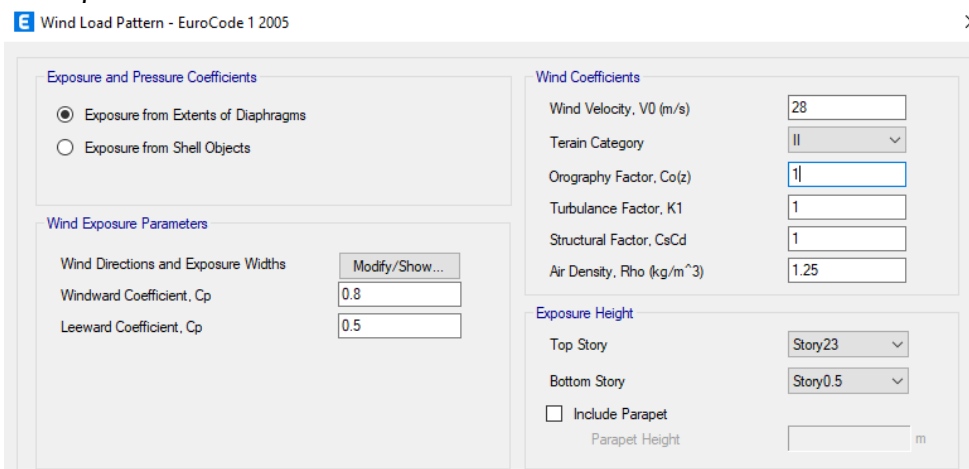 E Wind Load Pattern - EuroCode 1 2005
Exposure and Pressure Coefficients
Exposure from Extents of Diaphragms
Exposure from Shell Objects
Wind Exposure Parameters
Wind Directions and Exposure Widths Modify/Show...
Windward Coefficient, Cp 0.8
Leeward Coefficient, Cp 0.5
Wind Coefficients
Wind Velocity, V0 (m/s) 28
Terain Category II
Orography Factor, Co(z) 1
Turbulance Factor, K1 1
Structural Factor, CsCd 1
Air Density, Rho (kg/m^3) 1.25
Exposure Height
Top Story Story23
Bottom Story Story0.5
Include Parapet
Parapet Height m